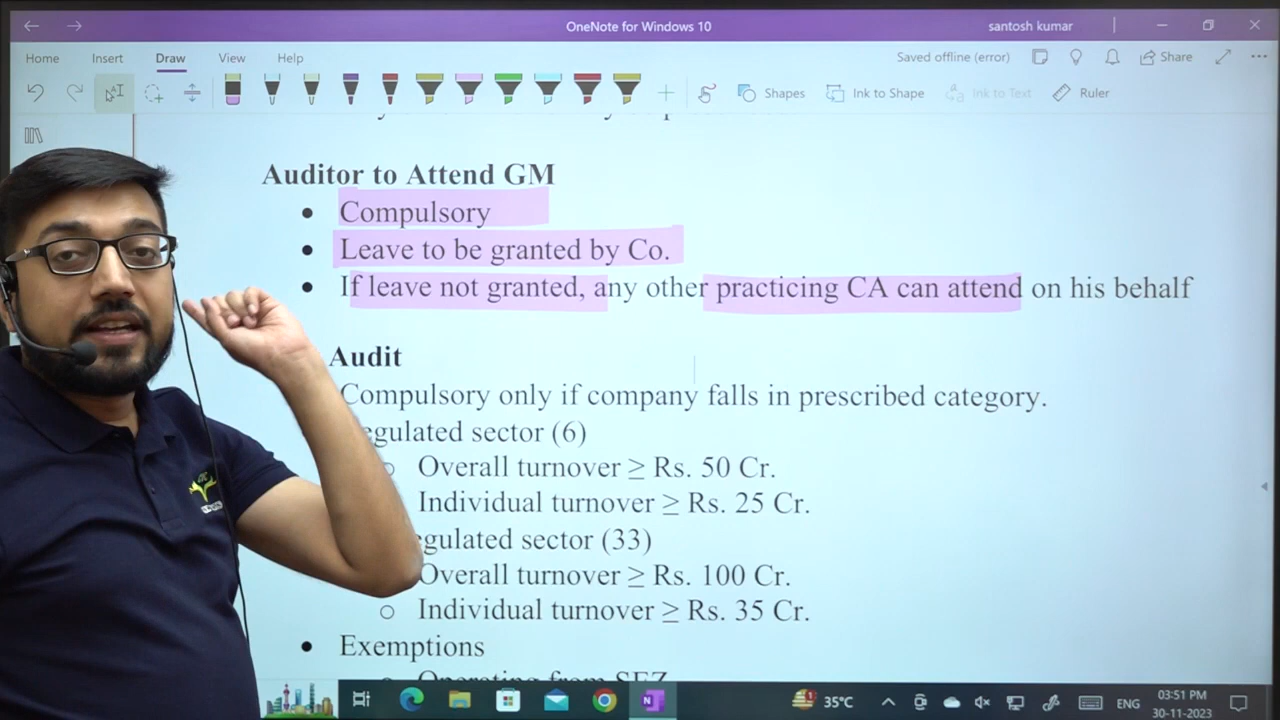 OneNote for Windows 10
santosh kumar
Home Insert Draw View Help
Saved offline (error) Share
Shapes Ink to Shape Ink to Text Ruler
Auditor to Attend GM
• Compulsory
• Leave to be granted by Co.
• If leave not granted, any other practicing CA can attend on his behalf
Audit
Compulsory only if company falls in prescribed category.
egulated sector (6)
o Overall turnover ≥ Rs. 50 Cr.
Individual turnover ≥ Rs. 25 Cr.
egulated sector (33)
Overall turnover ≥ Rs. 100 Cr.
o Individual turnover ≥ Rs. 35 Cr.
• Exemptions
o Operating from SEZ
35°C ENG 03:51 PM
30-11-2023